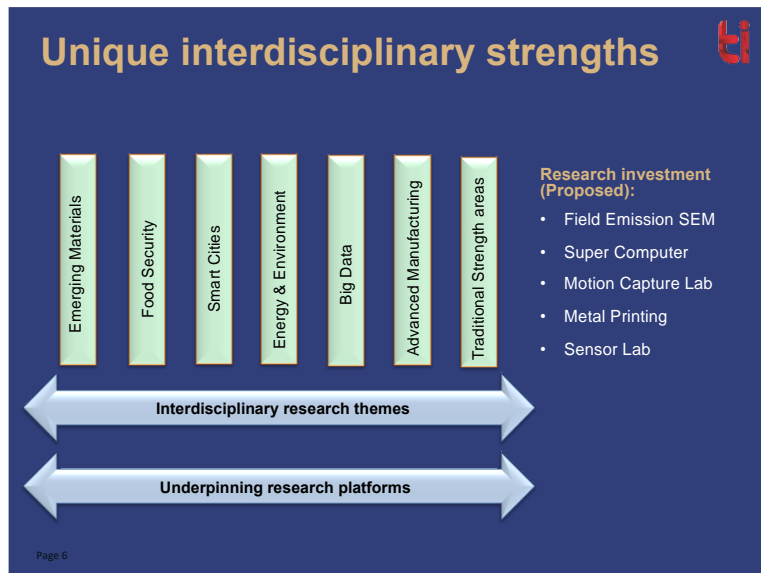 Unique interdisciplinary strengths
ti
Emerging Materials
Food Security
Smart Cities
Energy & Environment
Big Data
Advanced Manufacturing
Traditional Strength areas
Research investment
(Proposed):
• Field Emission SEM
• Super Computer
• Motion Capture Lab
• Metal Printing
• Sensor Lab
Interdisciplinary research themes
Underpinning research platforms
Page 6